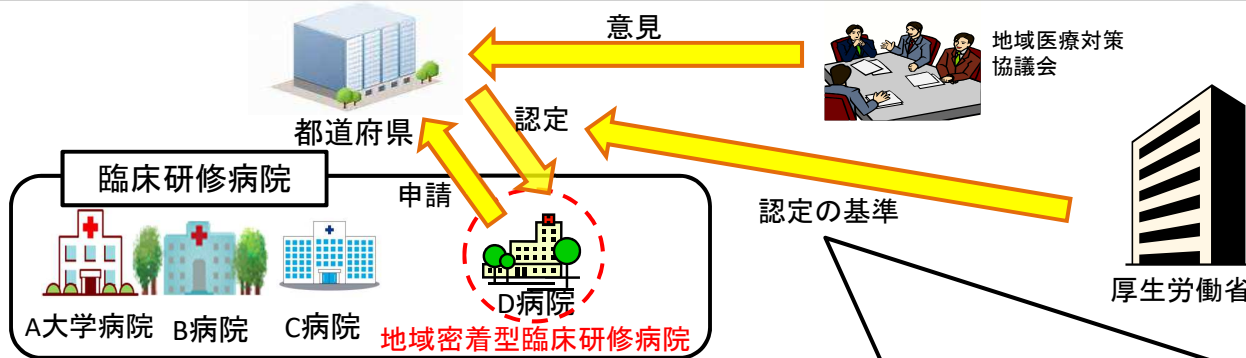 意見
地域医療対策
協議会
都道府県
認定
臨床研修病院
申請
認定の基準
厚生労働省
D病院
A大学病院
B病院
C病院
地域密着型臨床研修病院